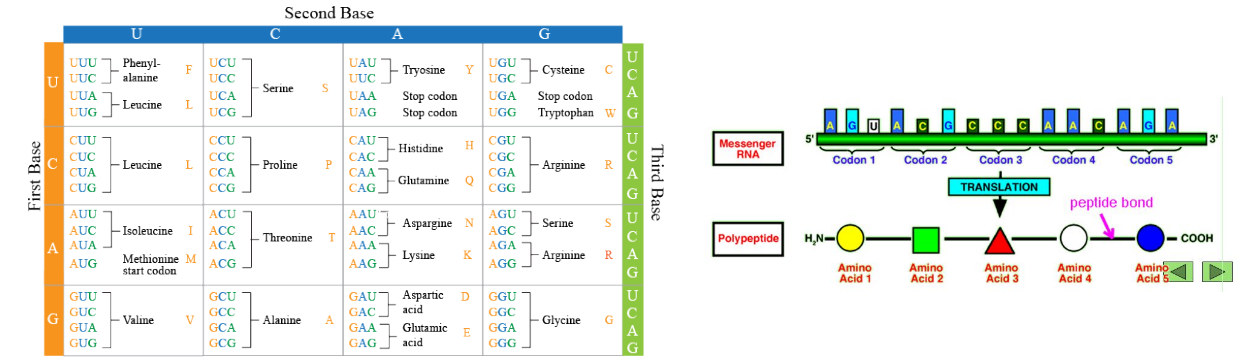 Second Base
U C A G
First Base
Third Base
U
UUU
UUC
Phenyl-
alanine
F
UUA
UUG
Leucine
L
UCU
UCC
UCA
UCG
Serine
S
UAU
UUC
Tryosine
Y
UAA
Stop codon
UAG
Stop codon
UGU
UGC
Cysteine
C
UGA
Stop codon
UGG
Tryptophan
W
U
C
A
G
C
CUU
CUC
CUA
CUG
Leucine
L
CCU
CCC
CCA
CCG
Proline
P
CAU
CAC
Histidine
H
CAA
CAG
Glutamine
Q
CGU
CGC
CGA
CGG
Arginine
R
U
C
A
G
A
AUU
AUC
AUA
Isoleucine
I
AUG
Methionine
start codon
M
ACU
ACC
ACA
ACG
Threonine
T
AAU
AAC
Aspargine
N
AAA
AAG
Lysine
K
AGU
AGC
Serine
S
AGA
AGG
Arginine
R
U
C
A
G
G
GUU
GUC
GUA
GUG
Valine
V
GCU
GCC
GCA
GCG
Alanine
A
GAU
GAC
Aspartic
acid
D
GAA
GAG
Glutamic
acid
E
GGU
GGC
GGA
GGG
Glycine
G
U
C
A
G
Messenger
RNA
5' A G U A C G C C C A A C A G A 3'
Codon 1 Codon 2 Codon 3 Codon 4 Codon 5
TRANSLATION
peptide bond
Polypeptide
H₂N COOH
Amino
Acid 1
Amino
Acid 2
Amino
Acid 3
Amino
Acid 4
Amino
Acid 5